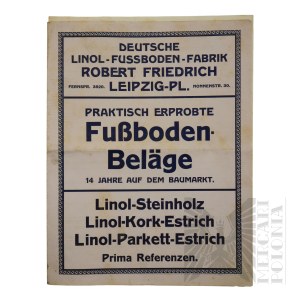 DEUTSCHE
LINOL-FUSSBODEN-FABRIK
ROBERT FRIEDRICH
LEIPZIG-PL.
PRAKTISCH ERPROBTE
Fußboden-
Beläge
14 JAHRE AUF DEM BAUMARKT.
Linol-Steinholz
Linol-Kork-Estrich
Linol-Parkett-Estrich
Prima Referenzen.